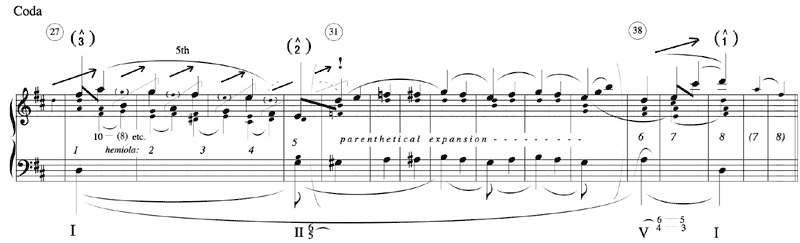 Coda
27 31 38
(3) (2) (1)
5th !
10 — (8) etc.
parenthetical expansion - - - - - - - - - -
1 2 3 4 5 6 7 8 (7 8)
hemiola:
I II 6 5 V 6 — 5 I
4 — 3